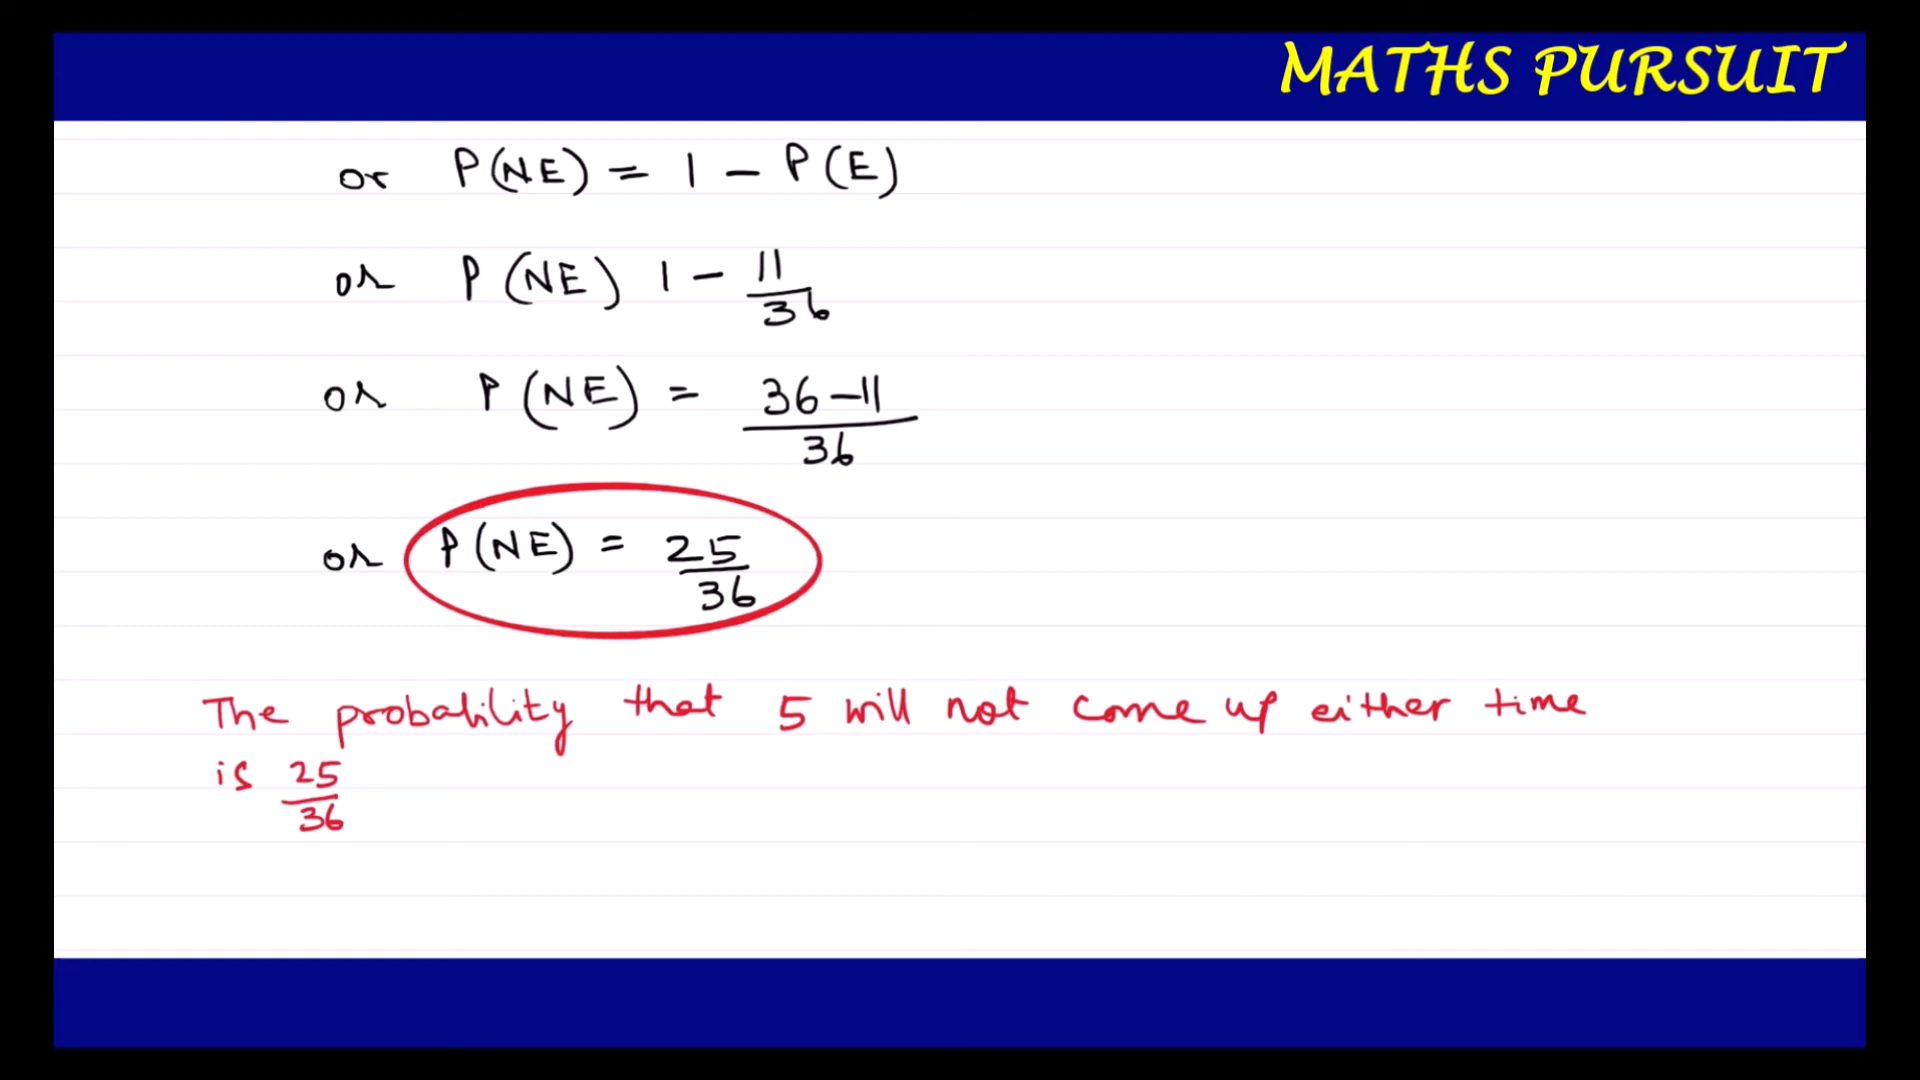 MATHS PURSUIT
or P(NE) = 1 - P(E)
or P(NE) 1 - 11/36
or P(NE) = 36-11/36
or P(NE) = 25/36
The probability that 5 will not come up either time
is 25/36